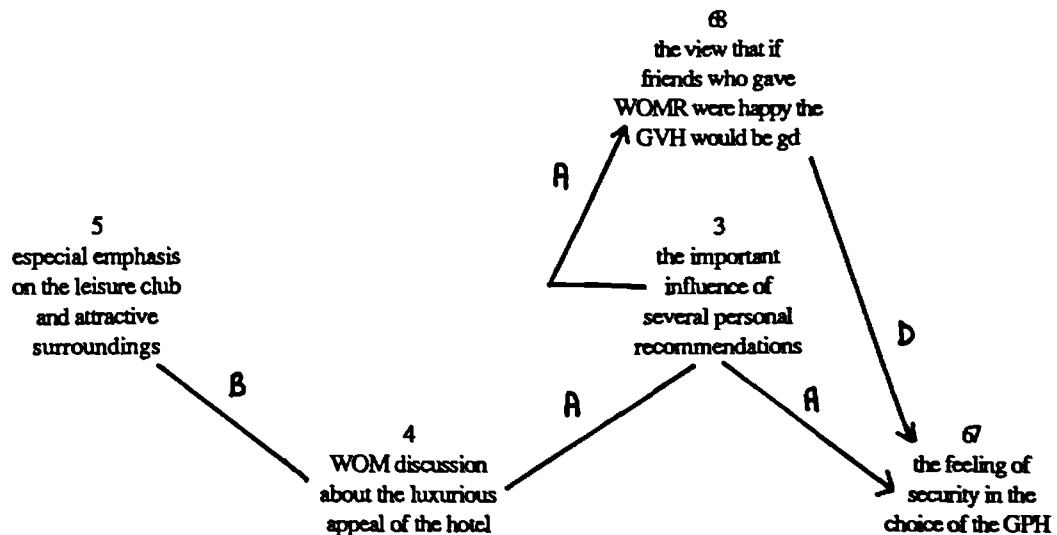 68
the view that if
friends who gave
WOMR were happy the
GVH would be gd
A
5
especial emphasis
on the leisure club
and attractive
surroundings
3
the important
influence of
several personal
recommendations
D
B
A
A
4
WOM discussion
about the luxurious
appeal of the hotel
67
the feeling of
security in the
choice of the GPH